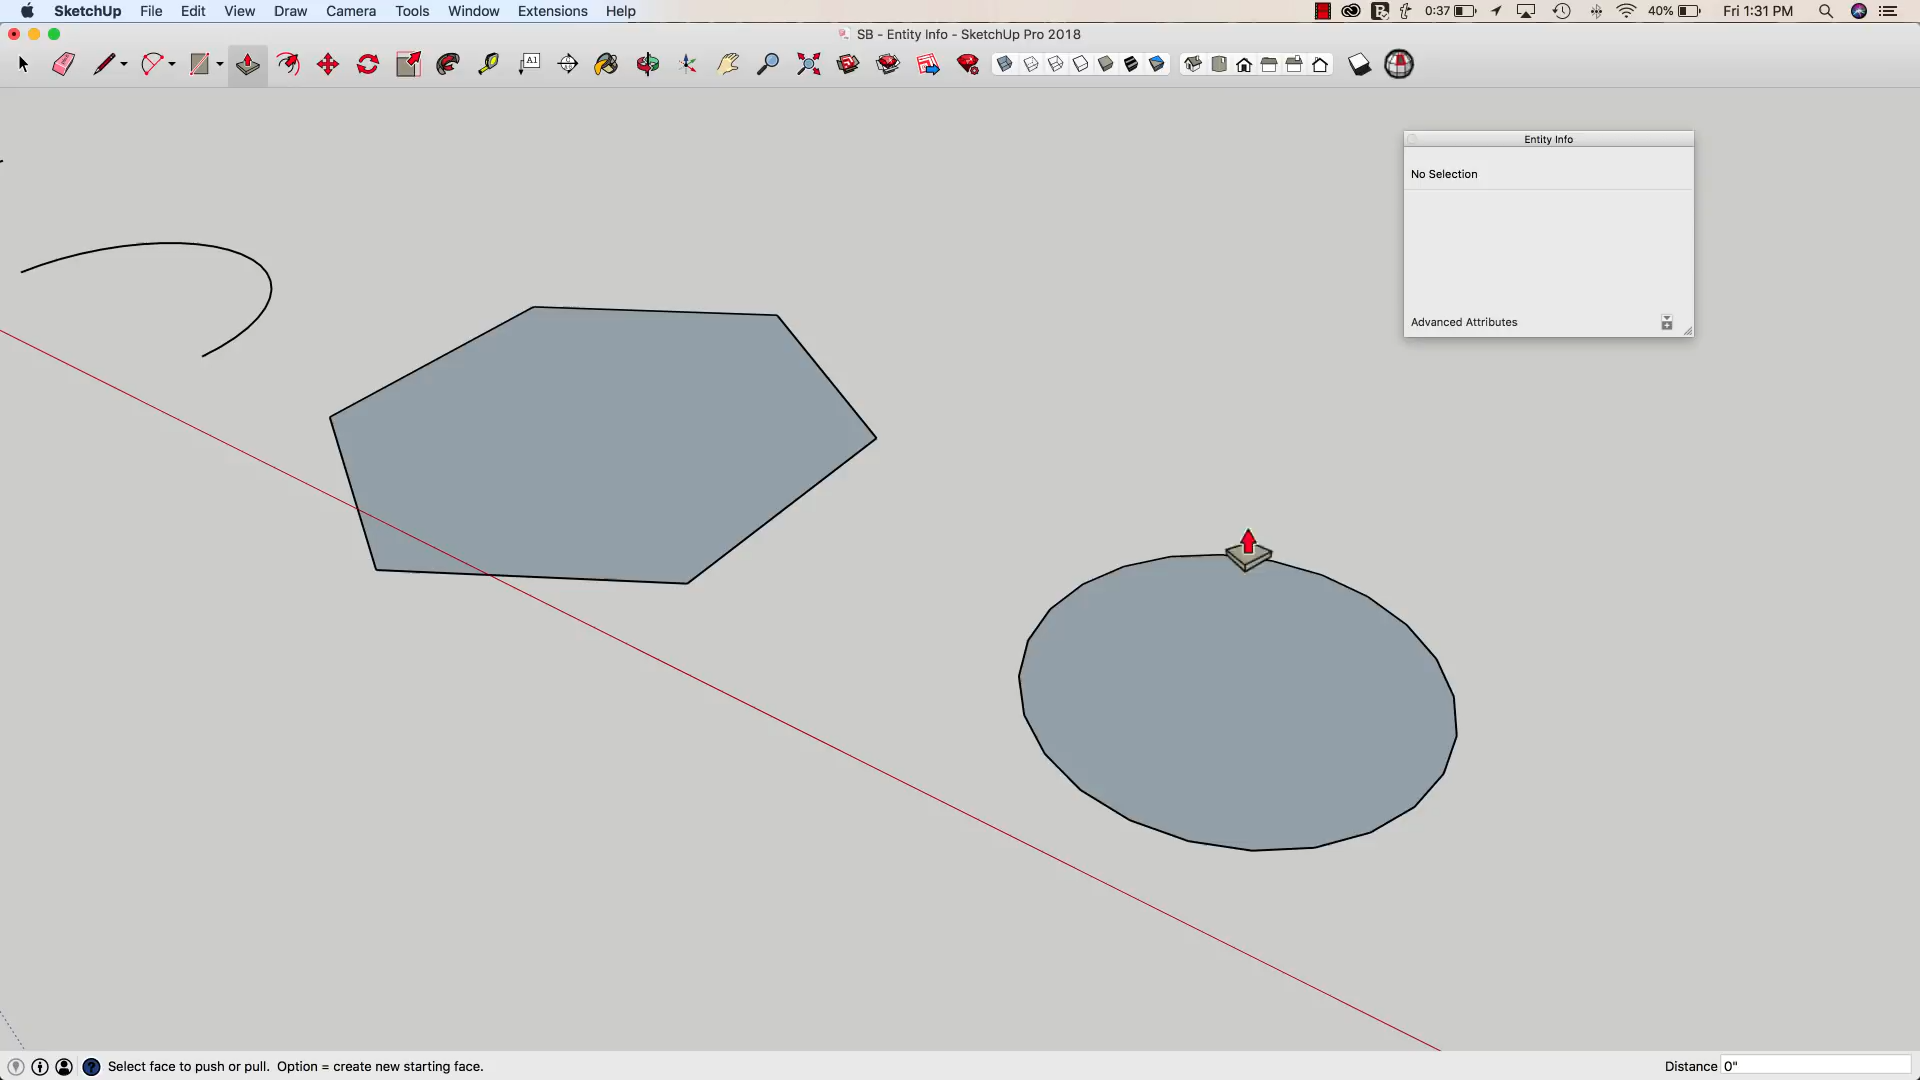 SketchUp File Edit View Draw Camera Tools Window Extensions Help 0:37 40% Fri 1:31 PM
SB - Entity Info - SketchUp Pro 2018
A1
Entity Info
No Selection
Advanced Attributes
Select face to push or pull. Option = create new starting face. Distance 0"